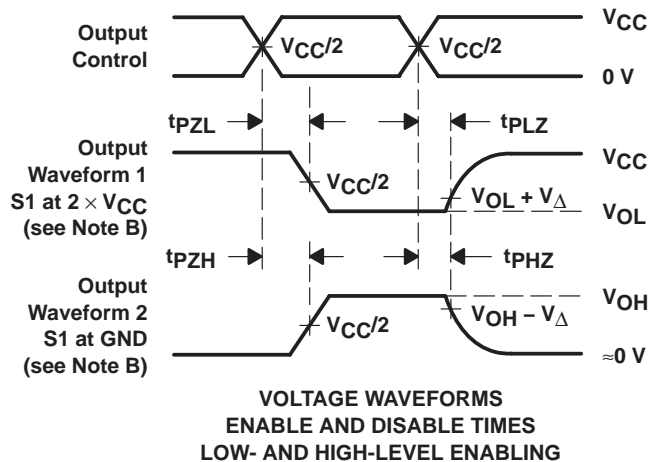 Output
Control
VCC/2
VCC/2
VCC
0 V
tPZL
tPLZ
Output
Waveform 1
S1 at 2 × VCC
(see Note B)
VCC/2
VCC
VOL + VΔ
VOL
tPZH
tPHZ
Output
Waveform 2
S1 at GND
(see Note B)
VCC/2
VOH
VOH − VΔ
≈0 V
VOLTAGE WAVEFORMS
ENABLE AND DISABLE TIMES
LOW- AND HIGH-LEVEL ENABLING